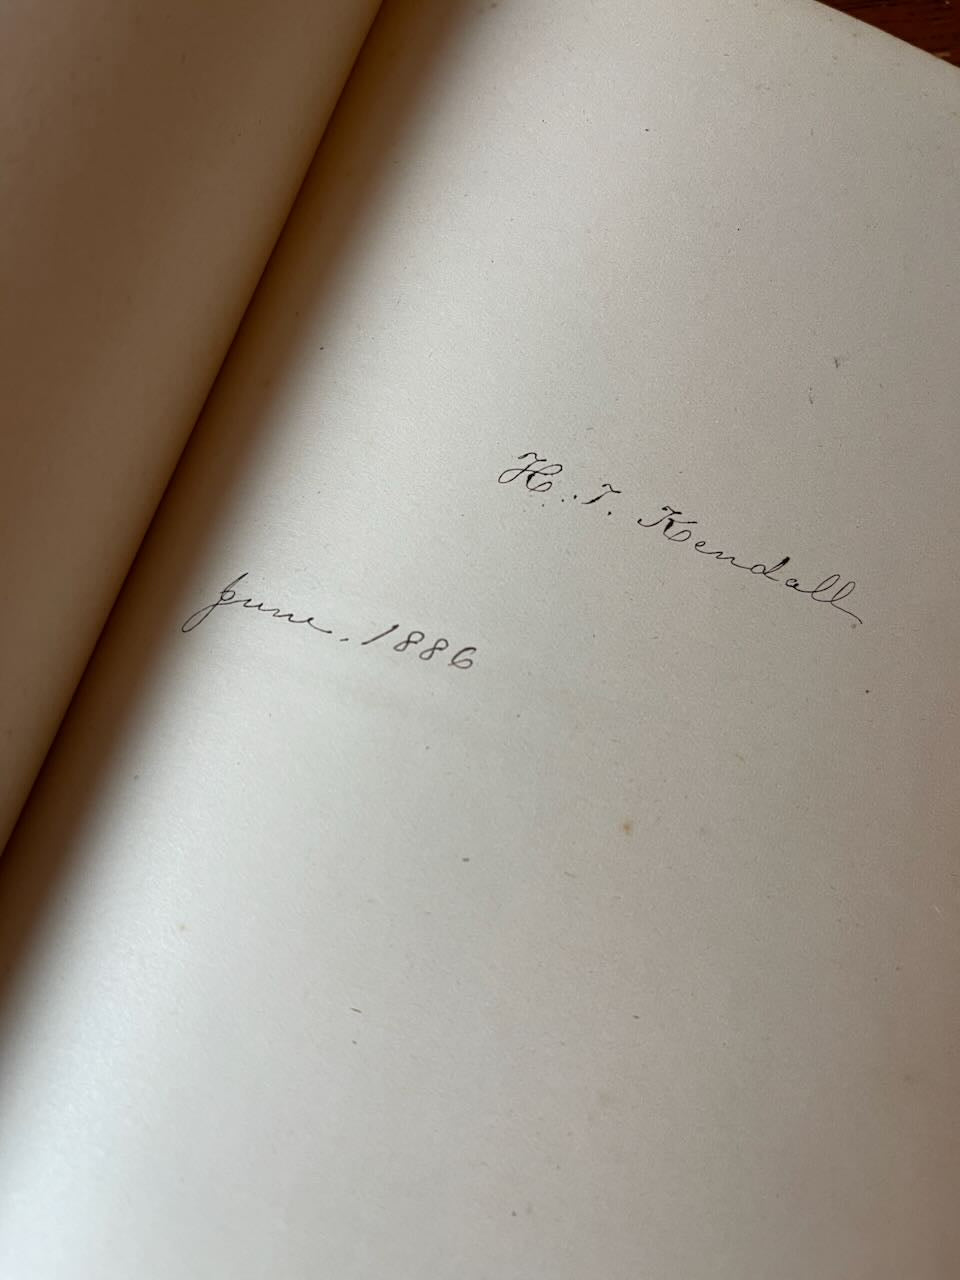 H. T. Kendall.
June, 1886